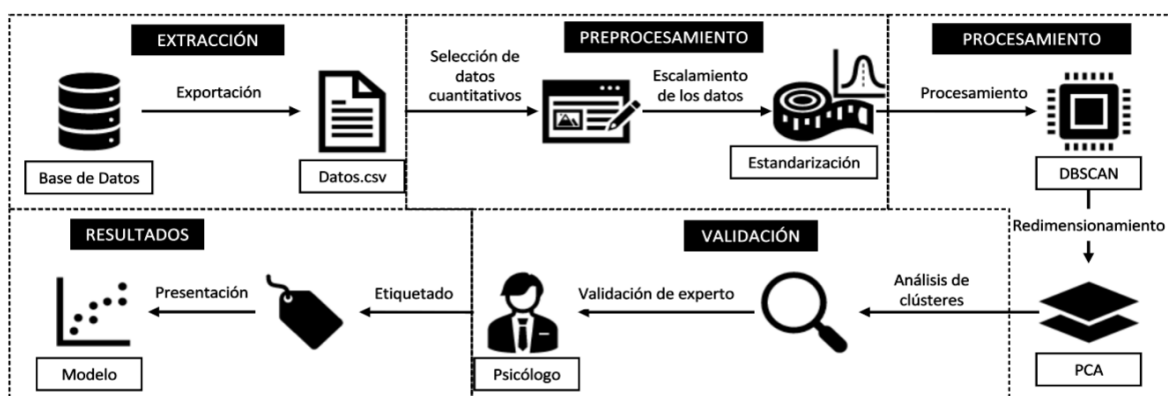 EXTRACCIÓN
Exportación
Base de Datos
Datos.csv
PREPROCESAMIENTO
Selección de
datos
cuantitativos
Escalamiento
de los datos
Estandarización
PROCESAMIENTO
Procesamiento
DBSCAN
Redimensionamiento
PCA
VALIDACIÓN
Análisis de
clústeres
Validación de experto
Psicólogo
RESULTADOS
Etiquetado
Presentación
Modelo